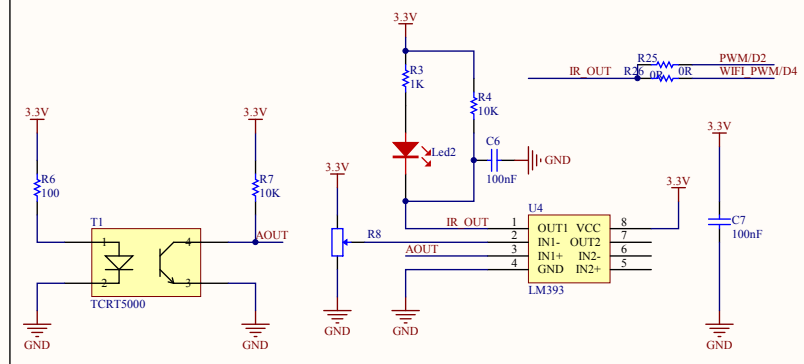 3.3V
R3
1K
R4
10K
Led2
C6
100nF
GND
R25
PWM/D2
IR_OUT
R26
0R
0R
WIFI_PWM/D4
3.3V
R6
100
3.3V
R7
10K
T1
1
4
AOUT
2
3
TCRT5000
GND
GND
3.3V
R8
GND
IR_OUT
AOUT
GND
U4
1
OUT1
VCC
8
2
IN1-
OUT2
7
3
IN1+
IN2-
6
4
GND
IN2+
5
LM393
3.3V
3.3V
C7
100nF
GND